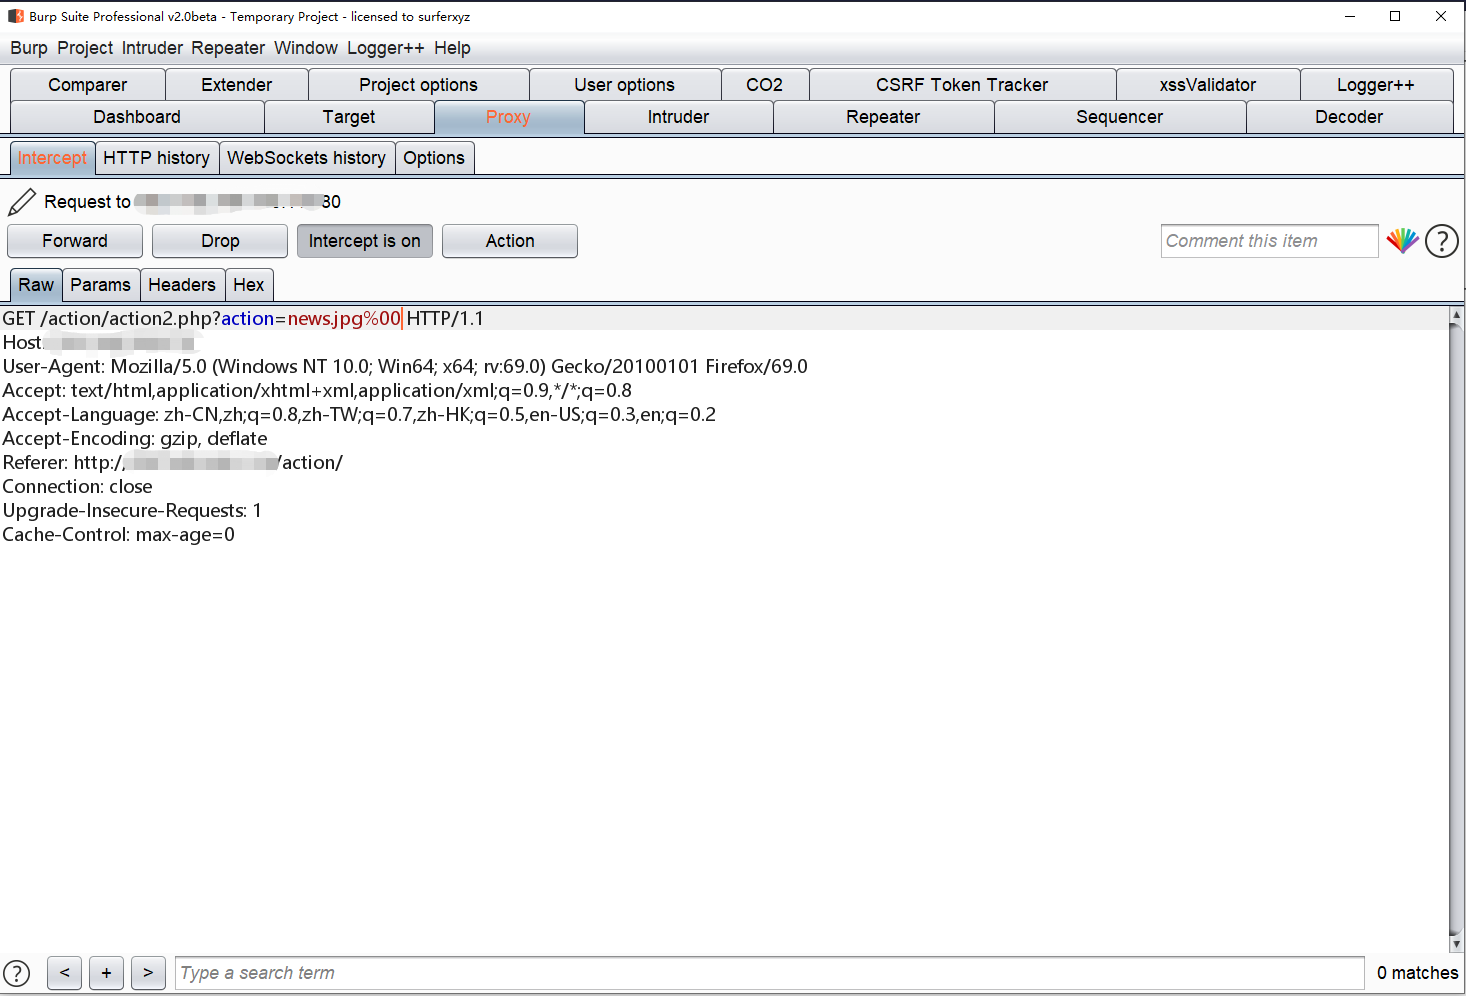 Burp Suite Professional v2.0beta - Temporary Project - licensed to surferxyz
Burp Project Intruder Repeater Window Logger++ Help
Comparer Extender Project options User options CO2 CSRF Token Tracker xssValidator Logger++
Dashboard Target Proxy Intruder Repeater Sequencer Decoder
Intercept HTTP history WebSockets history Options
Request to 80
Forward Drop Intercept is on Action Comment this item ?
Raw Params Headers Hex
GET /action/action2.php?action=news.jpg%00 HTTP/1.1
Host:
User-Agent: Mozilla/5.0 (Windows NT 10.0; Win64; x64; rv:69.0) Gecko/20100101 Firefox/69.0
Accept: text/html,application/xhtml+xml,application/xml;q=0.9,*/*;q=0.8
Accept-Language: zh-CN,zh;q=0.8,zh-TW;q=0.7,zh-HK;q=0.5,en-US;q=0.3,en;q=0.2
Accept-Encoding: gzip, deflate
Referer: http:/ /action/
Connection: close
Upgrade-Insecure-Requests: 1
Cache-Control: max-age=0
? < + > Type a search term 0 matches